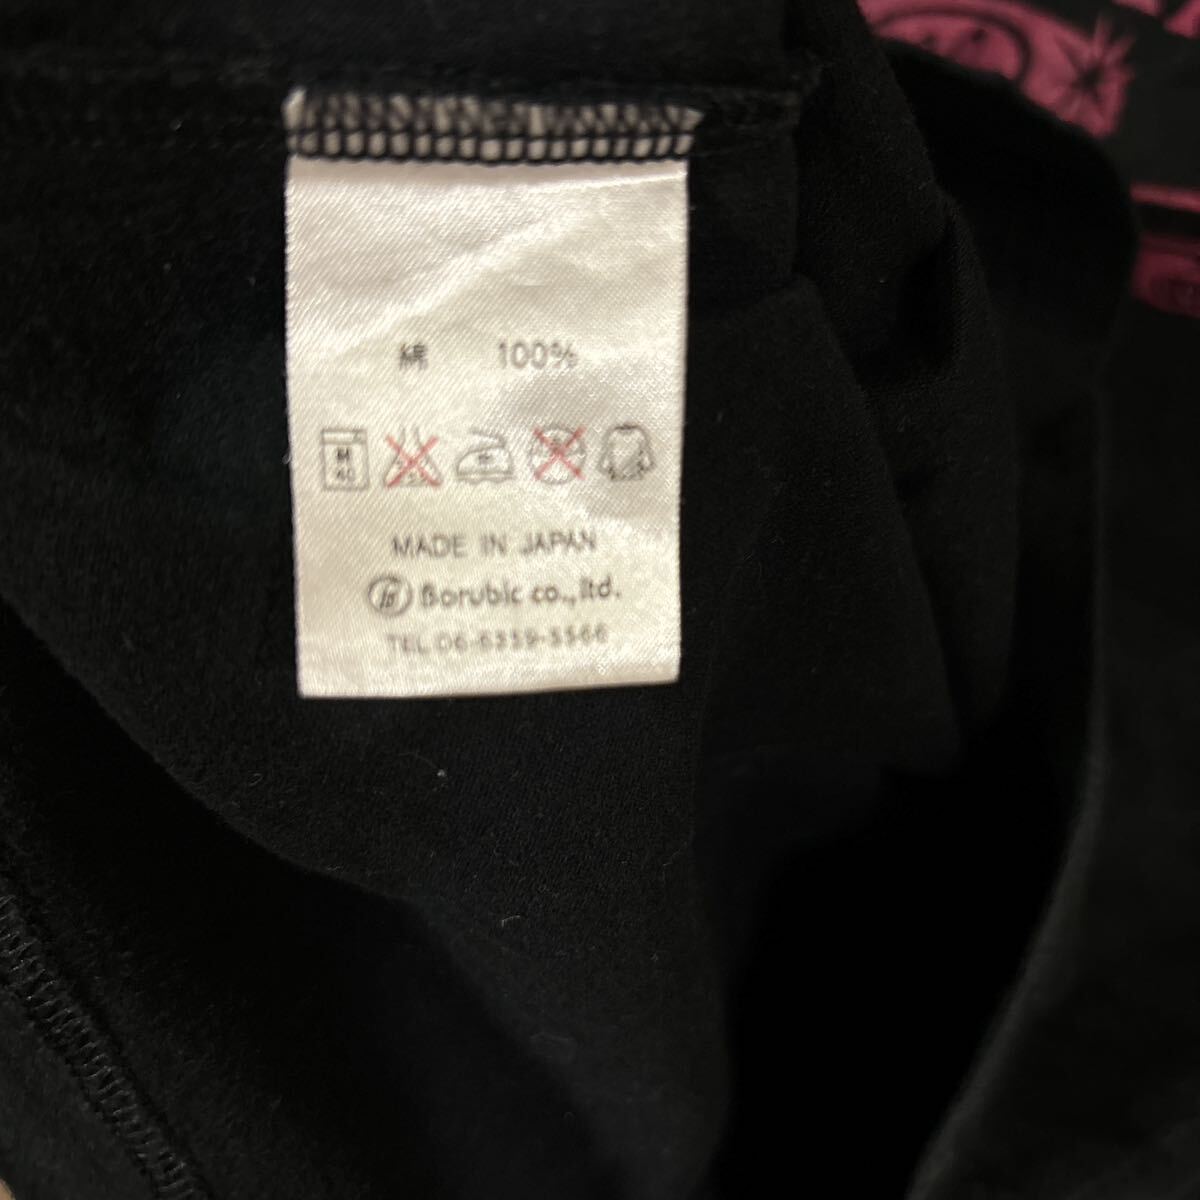 綿 100%
MADE IN JAPAN
Borubic co.,ltd.
TEL 06-6359-5566